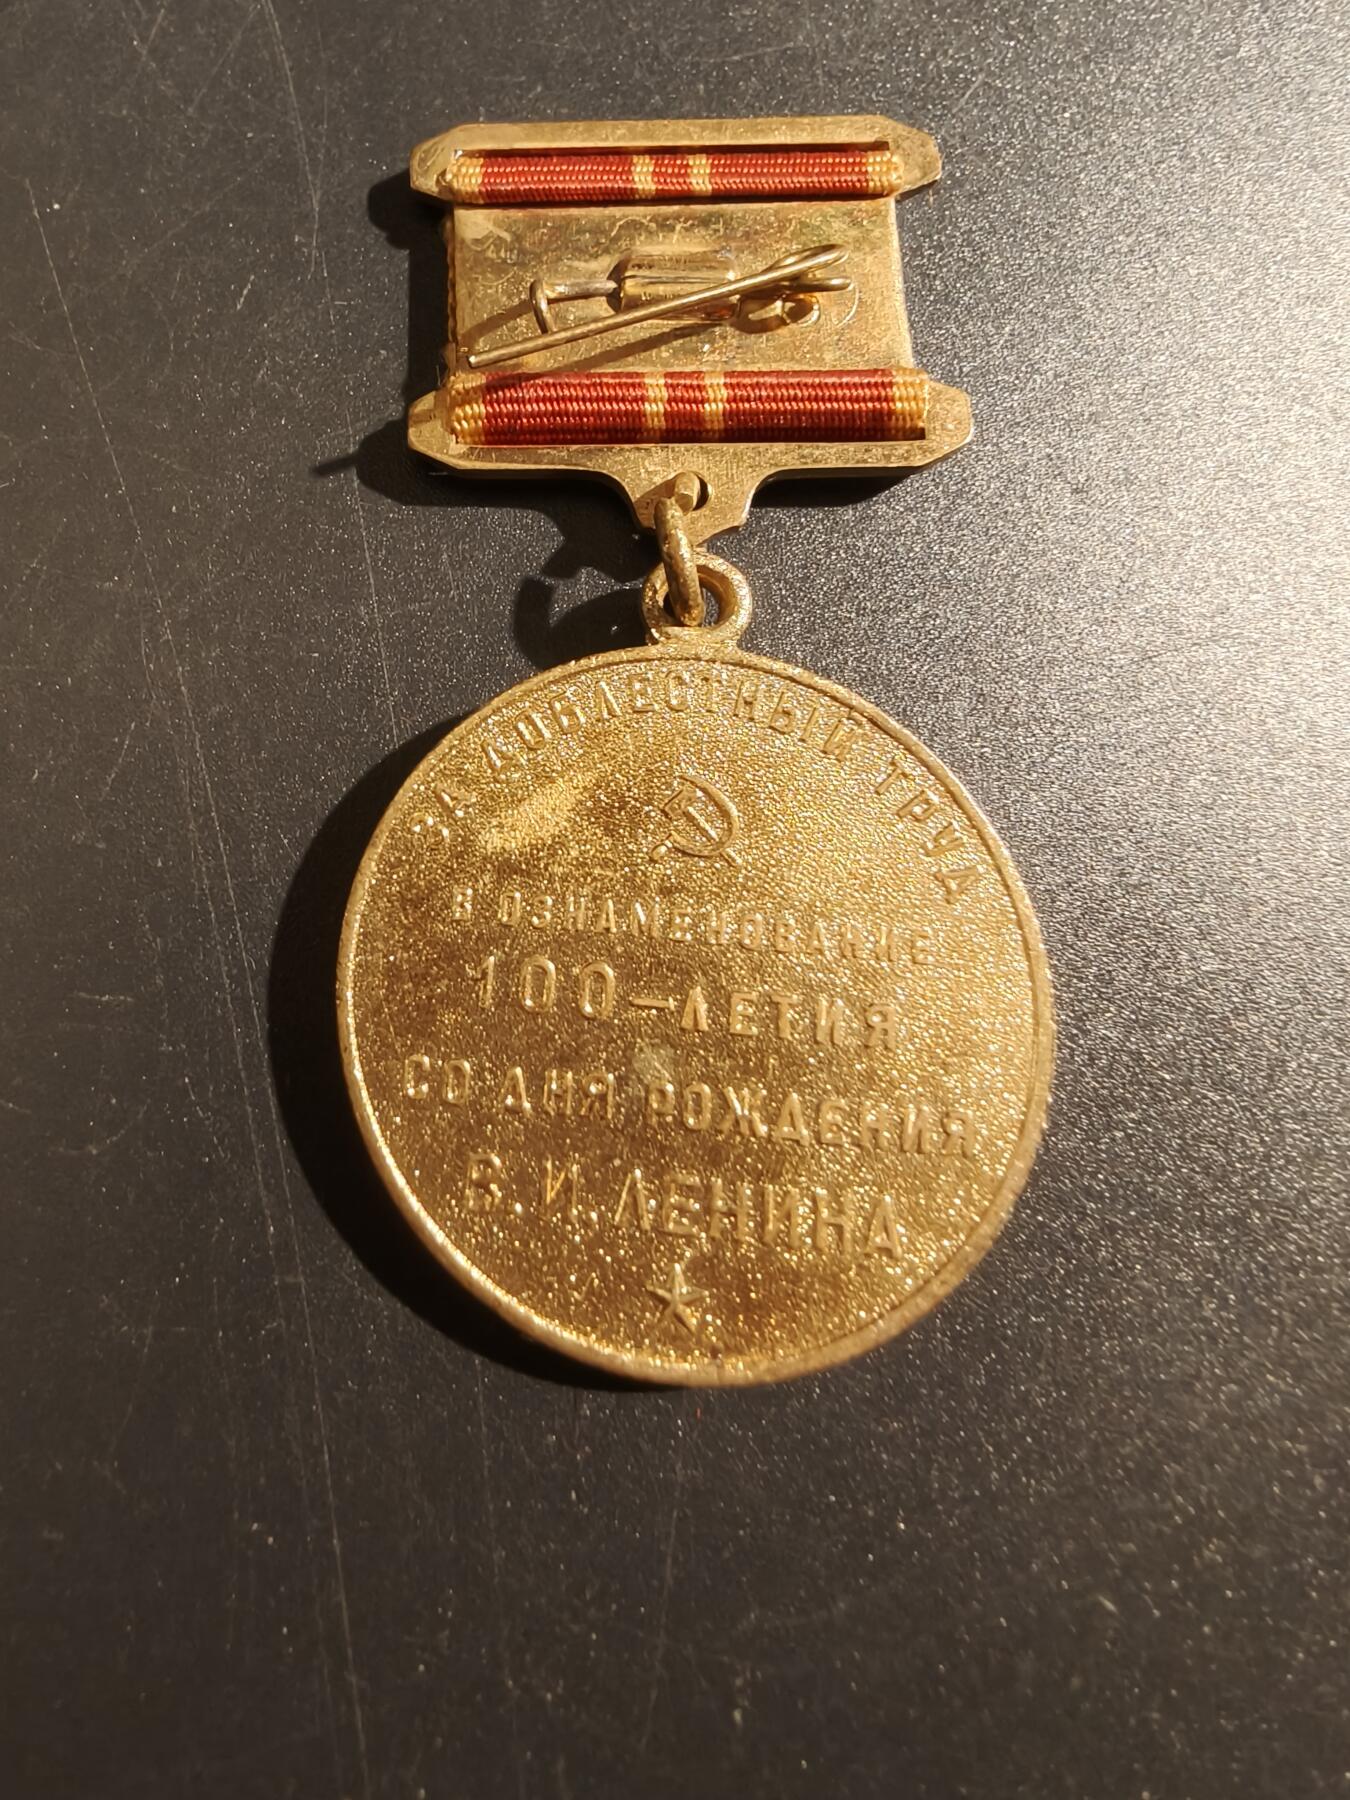 ЗА ДОБЛЕСТНЫЙ ТРУД
В ОЗНАМЕНОВАНИЕ
100-ЛЕТИЯ
СО ДНЯ РОЖДЕНИЯ
В.И.ЛЕНИНА